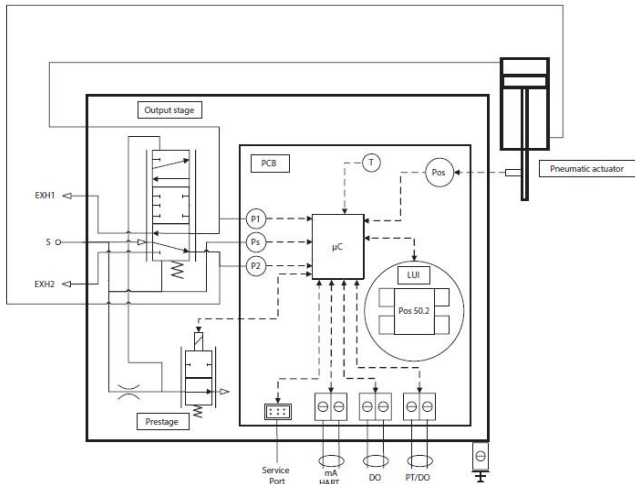 Output stage
PCB
T
Pos
Pneumatic actuator
EXH1
P1
S
Ps
µC
P2
EXH2
LUI
Pos 50.2
Prestage
Service
Port
mA
HART
DO
PT/DO